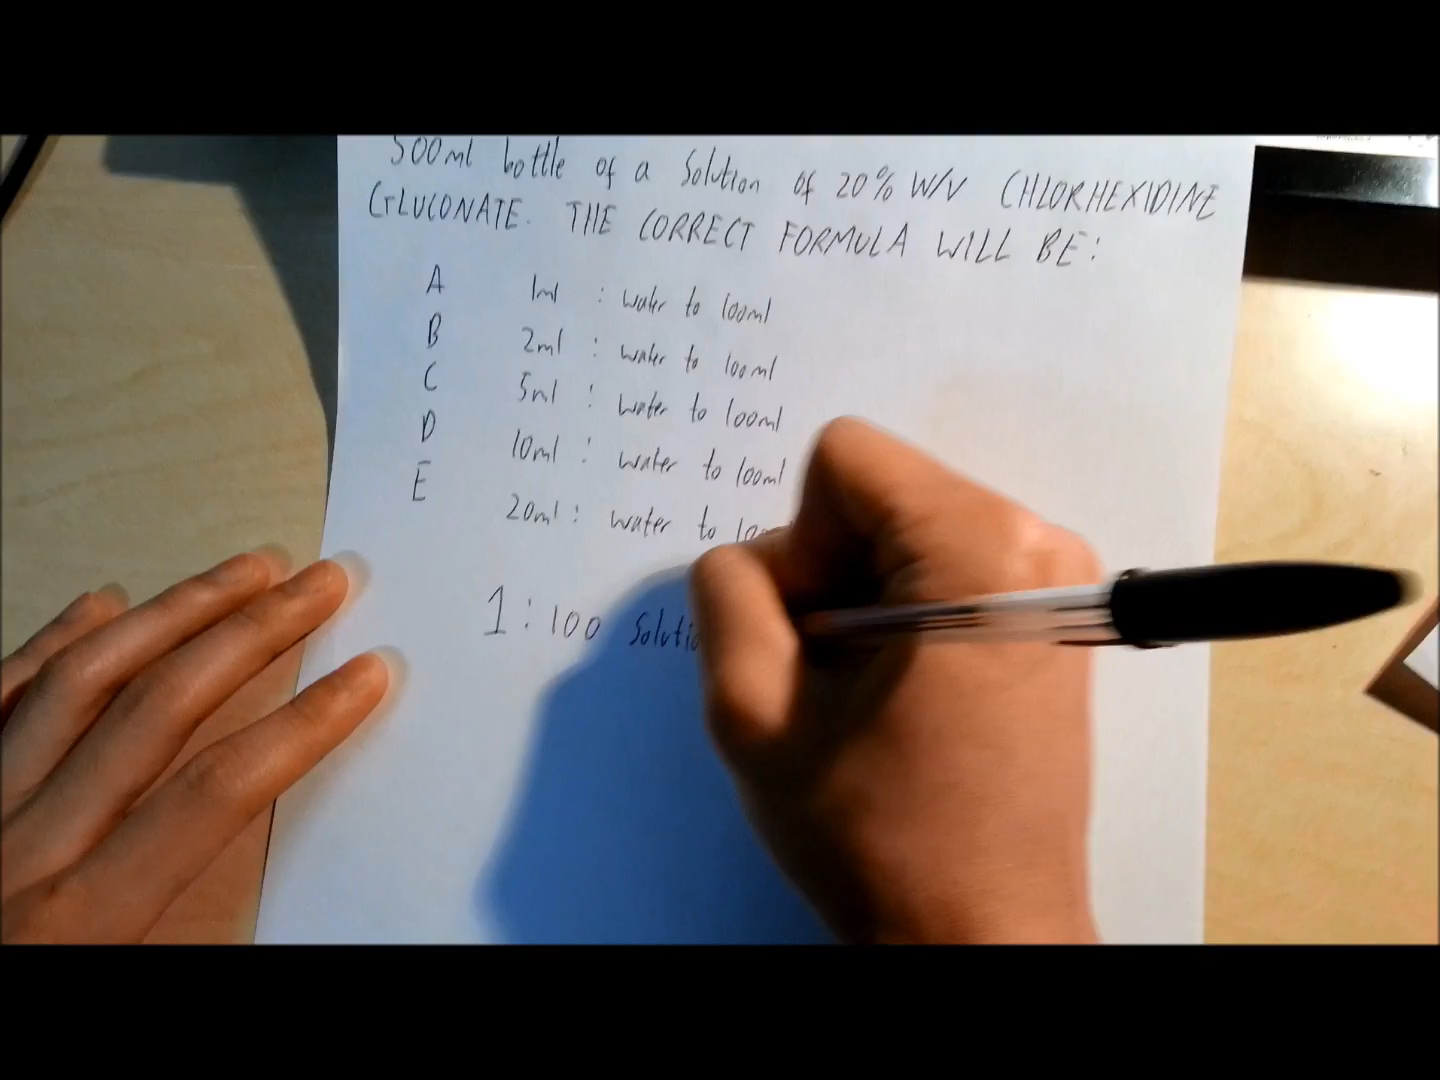 500ml bottle of a solution of 20% W/V CHLORHEXIDINE
GLUCONATE. THE CORRECT FORMULA WILL BE:
A 1ml : water to 100ml
B 2ml : water to 100ml
C 5ml : water to 100ml
D 10ml : water to 100ml
E 20ml : water to
1:100